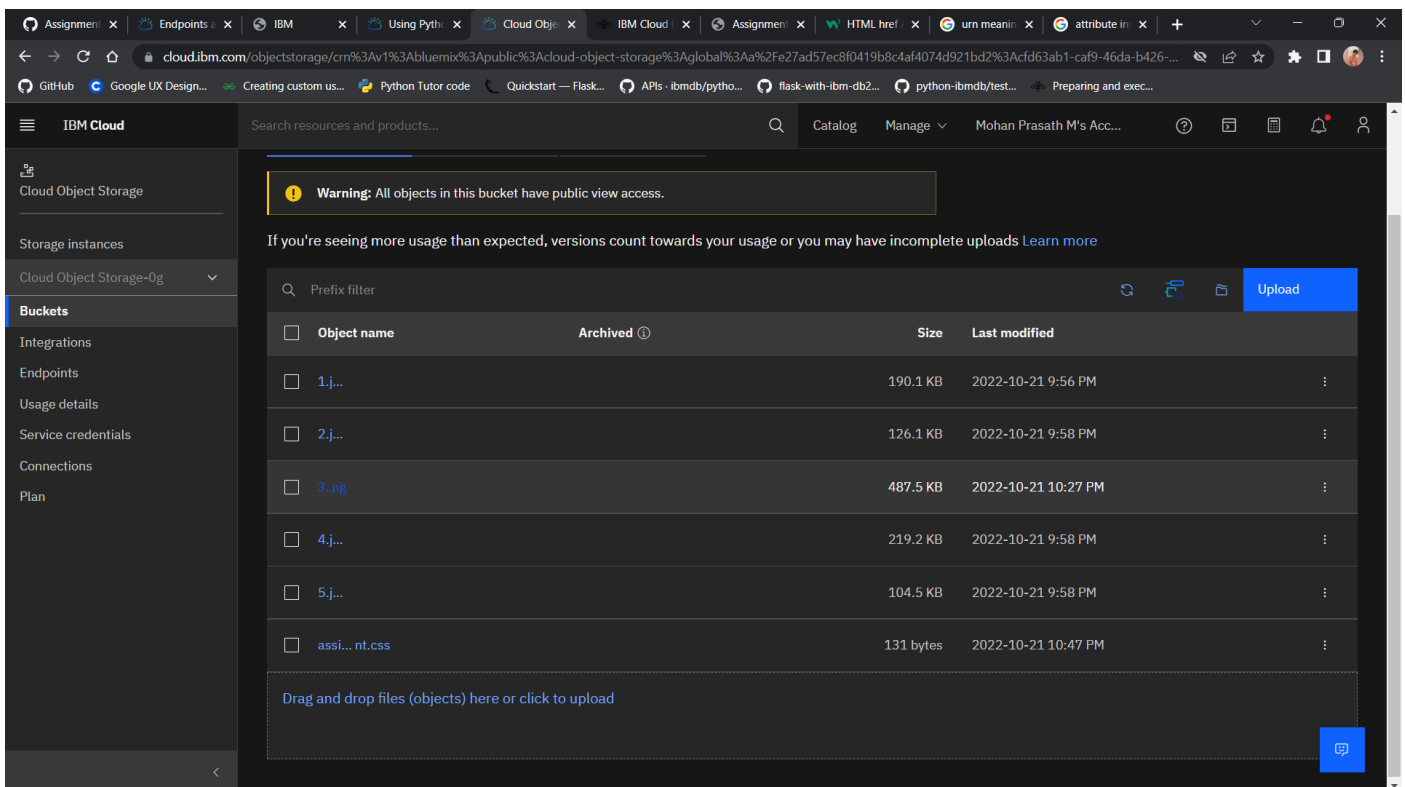 Assignment
Endpoints a
IBM
Using Pytho
Cloud Obje
IBM Cloud
Assignment
HTML href
urn meanin
attribute in
cloud.ibm.com/objectstorage/crn%3Av1%3Abluemix%3Apublic%3Acloud-object-storage%3Aglobal%3Aa%2Fe27ad57ec8f0419b8c4af4074d921bd2%3Acfd63ab1-caf9-46da-b426-...
GitHub
Google UX Design...
Creating custom us...
Python Tutor code
Quickstart — Flask...
APIs · ibmdb/pytho...
flask-with-ibm-db2...
python-ibmdb/test...
Preparing and exec...
IBM Cloud
Search resources and products...
Catalog
Manage
Mohan Prasath M's Acc...
Cloud Object Storage
Storage instances
Cloud Object Storage-0g
Buckets
Integrations
Endpoints
Usage details
Service credentials
Connections
Plan
Warning: All objects in this bucket have public view access.
If you're seeing more usage than expected, versions count towards your usage or you may have incomplete uploads Learn more
Prefix filter
Upload
Object name Archived Size Last modified
1.j... 190.1 KB 2022-10-21 9:56 PM
2.j... 126.1 KB 2022-10-21 9:58 PM
3..ng 487.5 KB 2022-10-21 10:27 PM
4.j... 219.2 KB 2022-10-21 9:58 PM
5.j... 104.5 KB 2022-10-21 9:58 PM
assi... nt.css 131 bytes 2022-10-21 10:47 PM
Drag and drop files (objects) here or click to upload